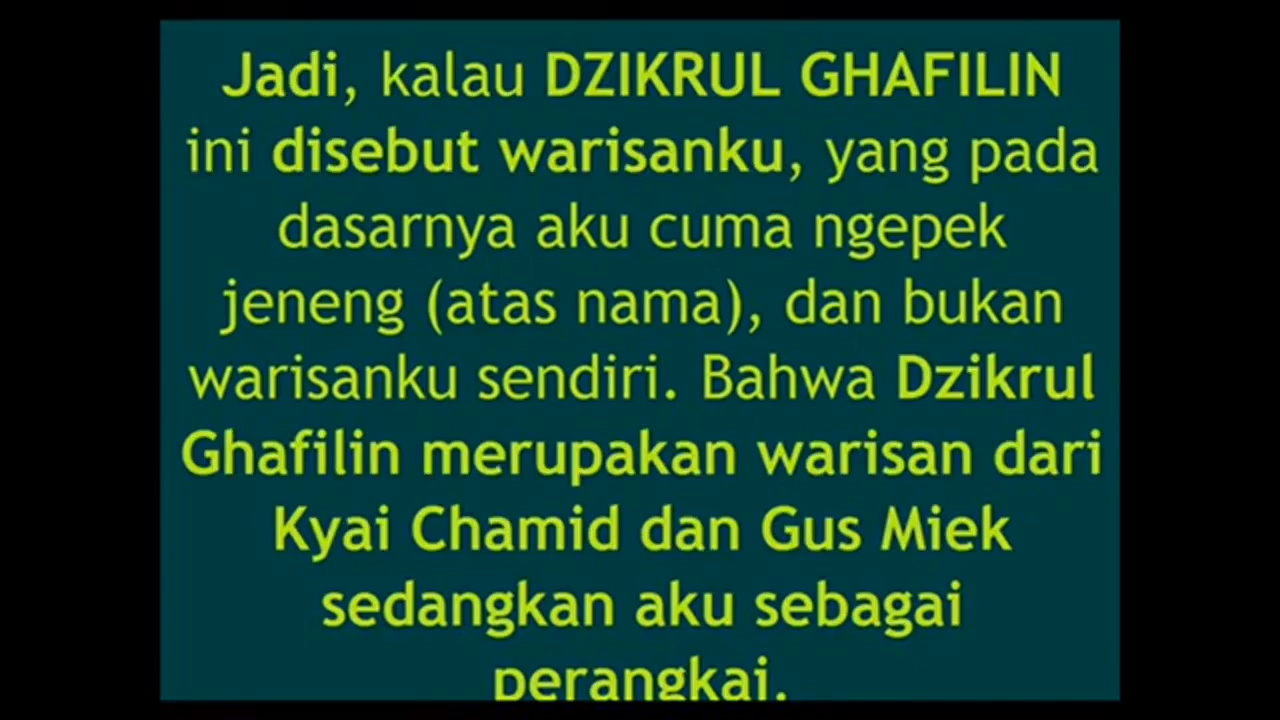 Jadi, kalau DZIKRUL GHAFILIN
ini disebut warisanku, yang pada
dasarnya aku cuma ngepek
jeneng (atas nama), dan bukan
warisanku sendiri. Bahwa Dzikrul
Ghafilin merupakan warisan dari
Kyai Chamid dan Gus Miek
sedangkan aku sebagai
perangkai.